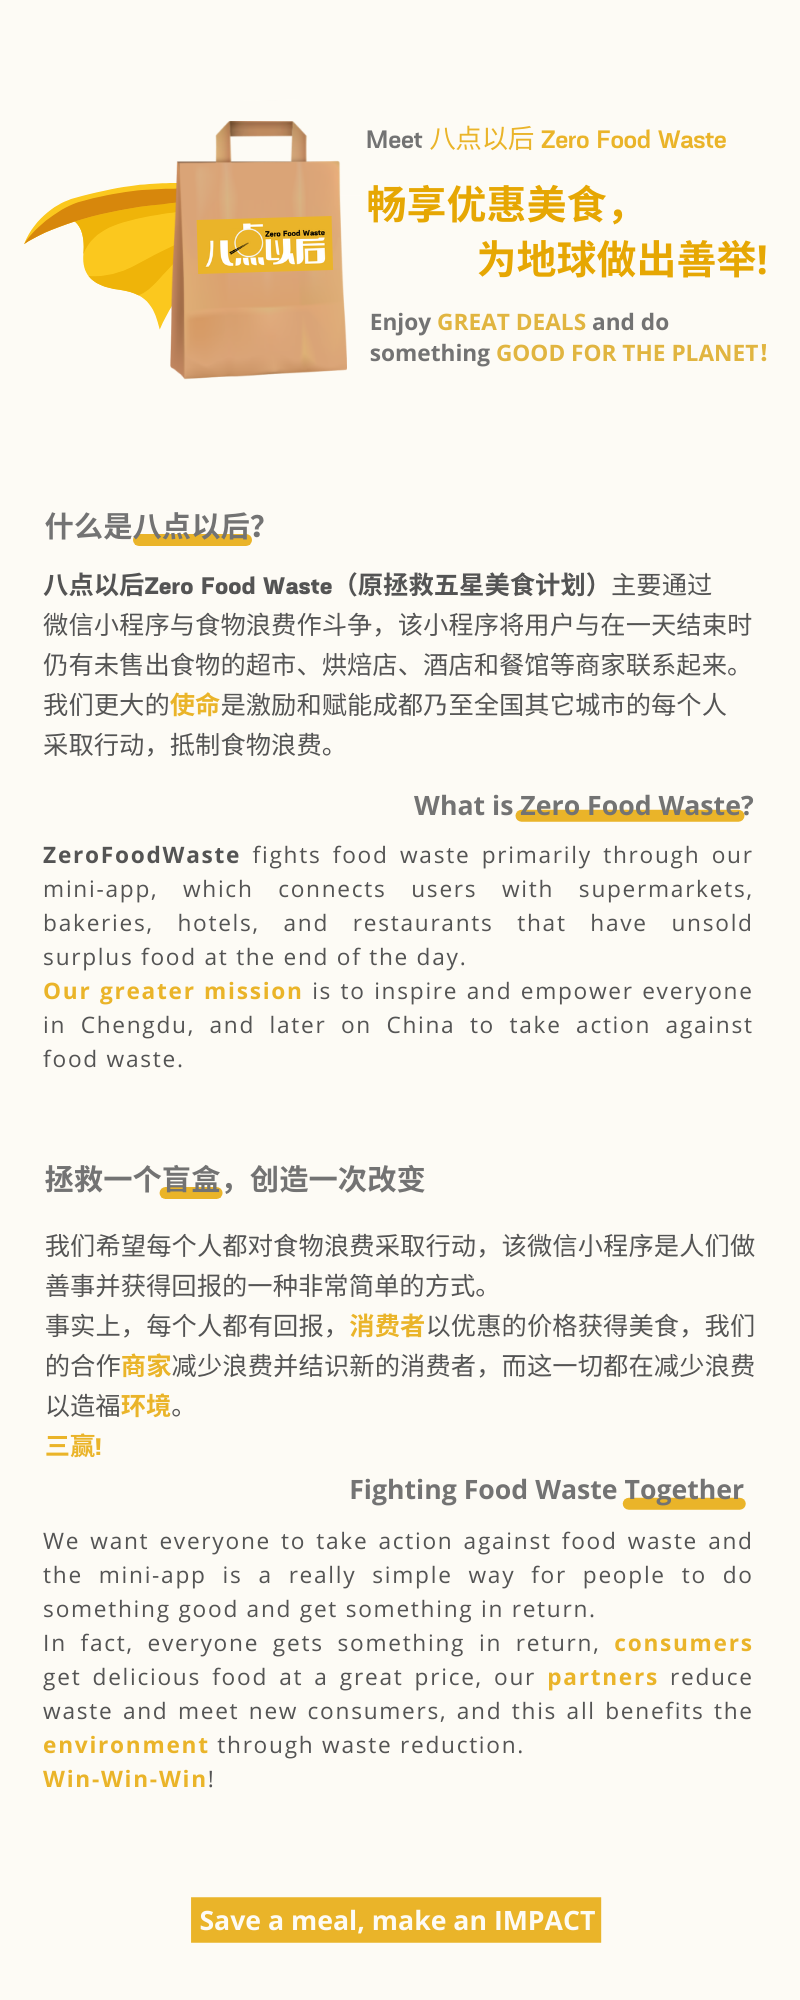 Meet 八点以后 Zero Food Waste
畅享优惠美食，
为地球做出善举!
Zero Food Waste
八点以后
Enjoy GREAT DEALS and do
something GOOD FOR THE PLANET!
什么是八点以后?
八点以后Zero Food Waste（原拯救五星美食计划）主要通过
微信小程序与食物浪费作斗争，该小程序将用户与在一天结束时
仍有未售出食物的超市、烘焙店、酒店和餐馆等商家联系起来。
我们更大的使命是激励和赋能成都乃至全国其它城市的每个人
采取行动，抵制食物浪费。
What is Zero Food Waste?
ZeroFoodWaste fights food waste primarily through our
mini-app, which connects users with supermarkets,
bakeries, hotels, and restaurants that have unsold
surplus food at the end of the day.
Our greater mission is to inspire and empower everyone
in Chengdu, and later on China to take action against
food waste.
拯救一个盲盒，创造一次改变
我们希望每个人都对食物浪费采取行动，该微信小程序是人们做
善事并获得回报的一种非常简单的方式。
事实上，每个人都有回报，消费者以优惠的价格获得美食，我们
的合作商家减少浪费并结识新的消费者，而这一切都在减少浪费
以造福环境。
三赢!
Fighting Food Waste Together
We want everyone to take action against food waste and
the mini-app is a really simple way for people to do
something good and get something in return.
In fact, everyone gets something in return, consumers
get delicious food at a great price, our partners reduce
waste and meet new consumers, and this all benefits the
environment through waste reduction.
Win-Win-Win!
Save a meal, make an IMPACT